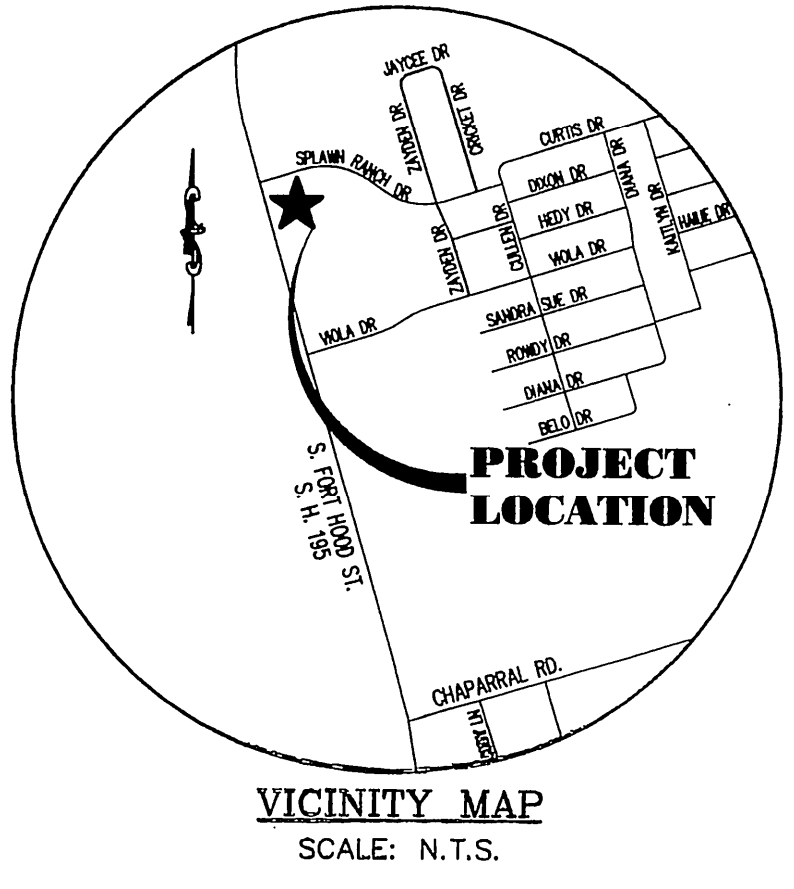 JAYCEE DR
ZAYDEN DR
CRICKET DR
SPLAWN RANCH DR
CURTIS DR
DIXON DR
DIANA DR
HEDY DR
KAITLYN DR
HALLIE DR
CULLEN DR
ZAYDEN DR
VIOLA DR
SANDRA SUE DR
VIOLA DR
ROWDY DR
DIANA DR
BELO DR
PROJECT
LOCATION
S. FORT HOOD ST.
S. H. 195
CHAPARRAL RD.
LN
VICINITY MAP
SCALE: N.T.S.